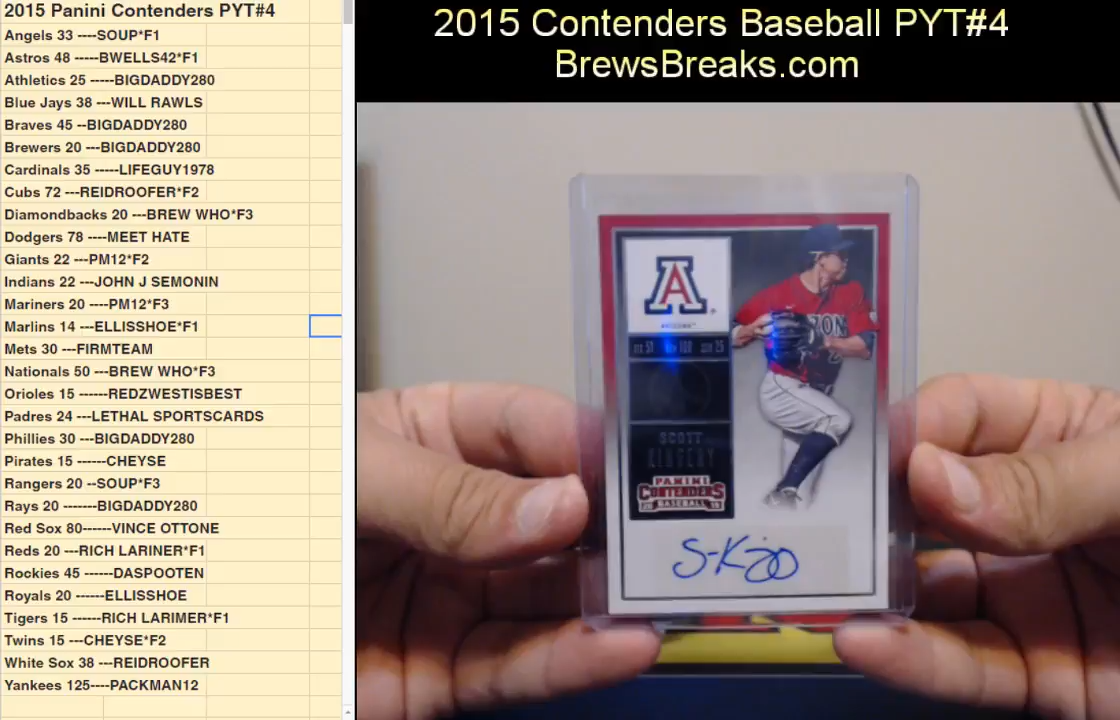 2015 Panini Contenders PYT#4
Angels 33 ----SOUP*F1
Astros 48 -----BWELLS42*F1
Athletics 25 -----BIGDADDY280
Blue Jays 38 ---WILL RAWLS
Braves 45 --BIGDADDY280
Brewers 20 ---BIGDADDY280
Cardinals 35 -----LIFEGUY1978
Cubs 72 ---REIDROOFER*F2
Diamondbacks 20 ---BREW WHO*F3
Dodgers 78 ----MEET HATE
Giants 22 ---PM12*F2
Indians 22 ---JOHN J SEMONIN
Mariners 20 ----PM12*F3
Marlins 14 ---ELLISSHOE*F1
Mets 30 ---FIRMTEAM
Nationals 50 ---BREW WHO*F3
Orioles 15 ------REDZWESTISBEST
Padres 24 ---LETHAL SPORTSCARDS
Phillies 30 ---BIGDADDY280
Pirates 15 ------CHEYSE
Rangers 20 --SOUP*F3
Rays 20 -------BIGDADDY280
Red Sox 80------VINCE OTTONE
Reds 20 ---RICH LARINER*F1
Rockies 45 ------DASPOOTEN
Royals 20 ------ELLISSHOE
Tigers 15 ------RICH LARIMER*F1
Twins 15 ---CHEYSE*F2
White Sox 38 ---REIDROOFER
Yankees 125----PACKMAN12
2015 Contenders Baseball PYT#4
BrewsBreaks.com
A
ARIZONA
ZON
SCOTT
KINGERY
PANINI
CONTENDERS
BASEBALL